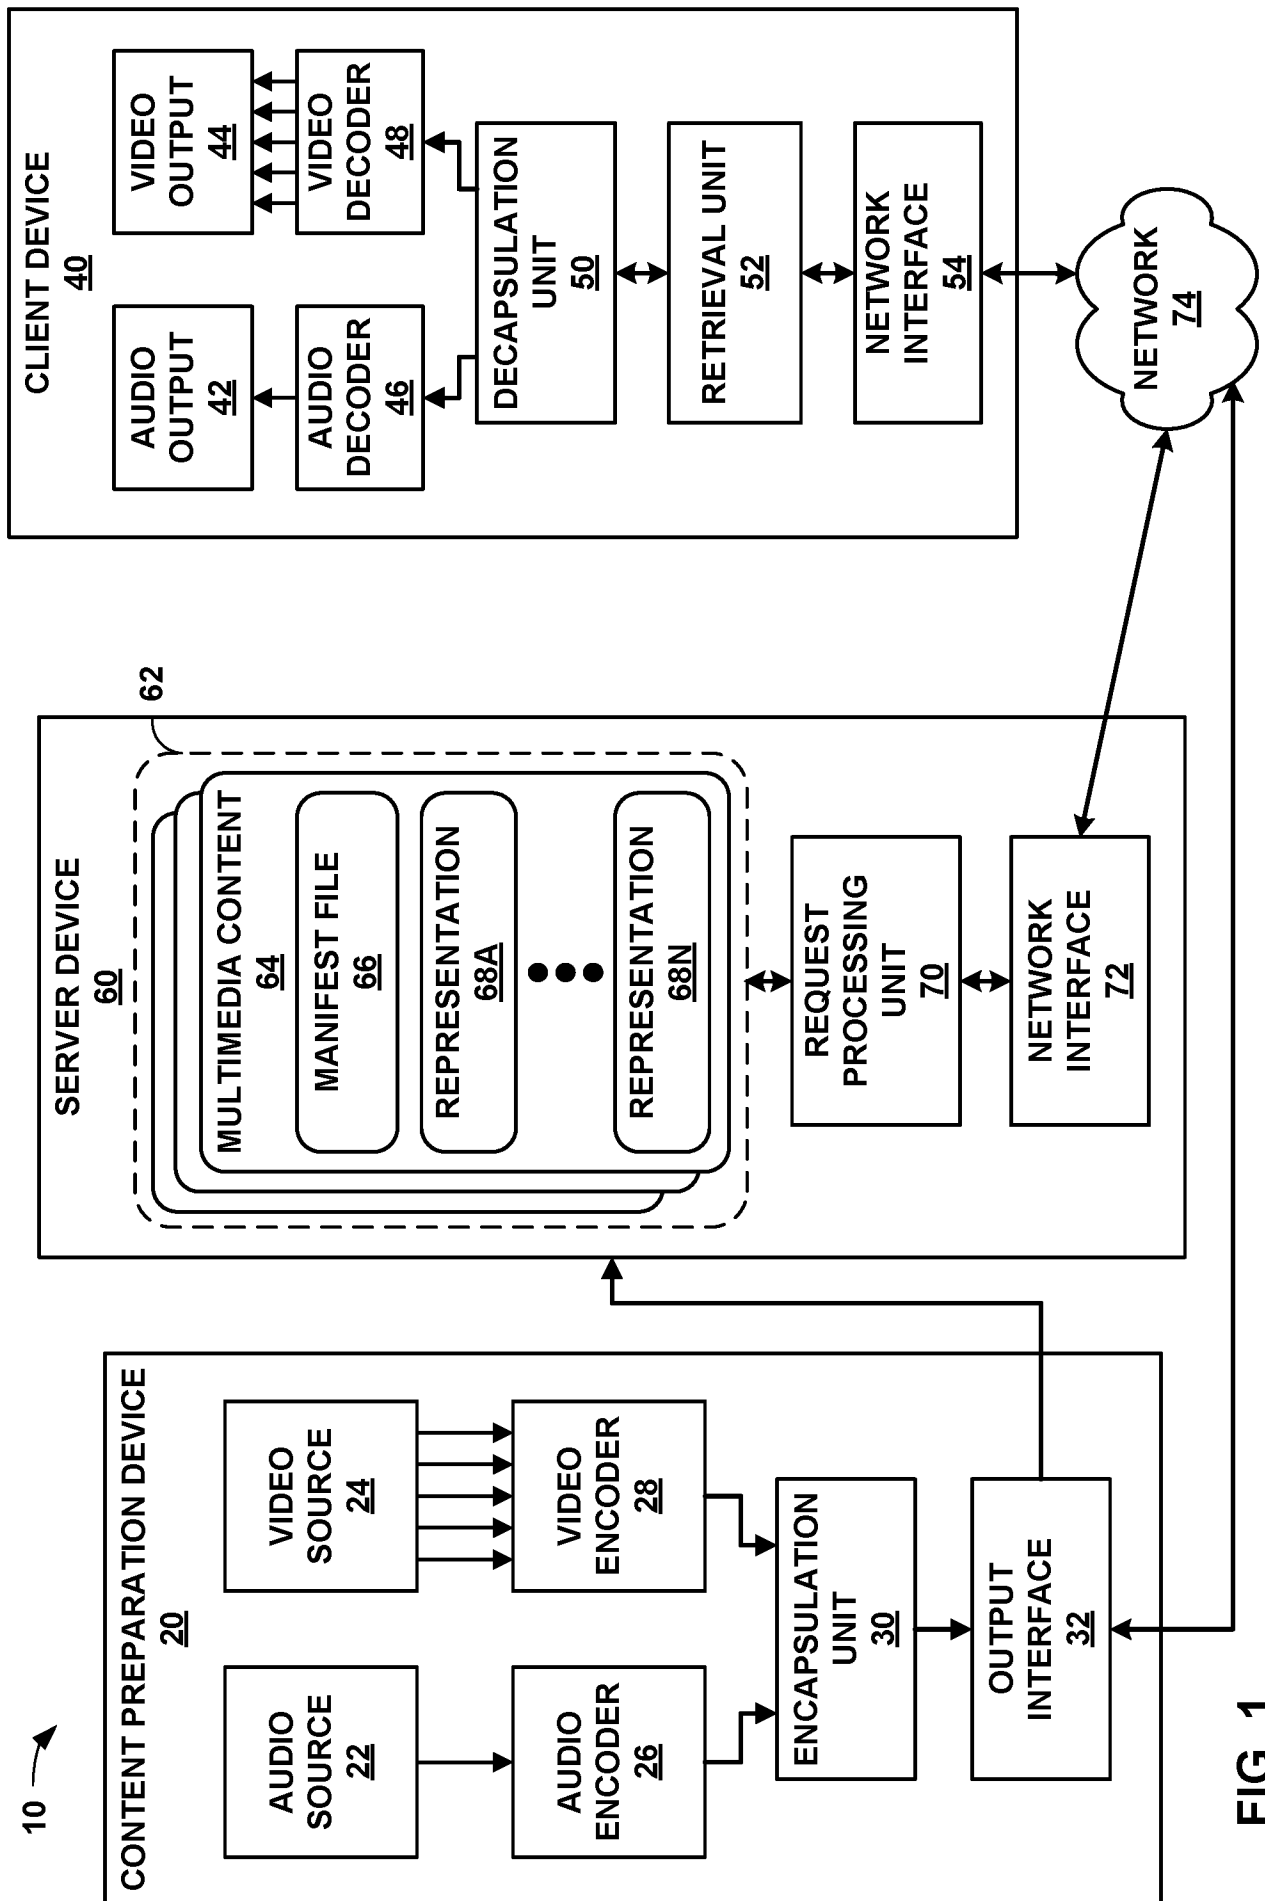 10
CONTENT PREPARATION DEVICE
20
AUDIO
SOURCE
22
VIDEO
SOURCE
24
AUDIO
ENCODER
26
VIDEO
ENCODER
28
ENCAPSULATION
UNIT
30
OUTPUT
INTERFACE
32
SERVER DEVICE
60
62
MULTIMEDIA CONTENT
64
MANIFEST FILE
66
REPRESENTATION
68A
REPRESENTATION
68N
REQUEST
PROCESSING
UNIT
70
NETWORK
INTERFACE
72
CLIENT DEVICE
40
AUDIO
OUTPUT
42
VIDEO
OUTPUT
44
AUDIO
DECODER
46
VIDEO
DECODER
48
DECAPSULATION
UNIT
50
RETRIEVAL UNIT
52
NETWORK
INTERFACE
54
NETWORK
74
FIG. 1